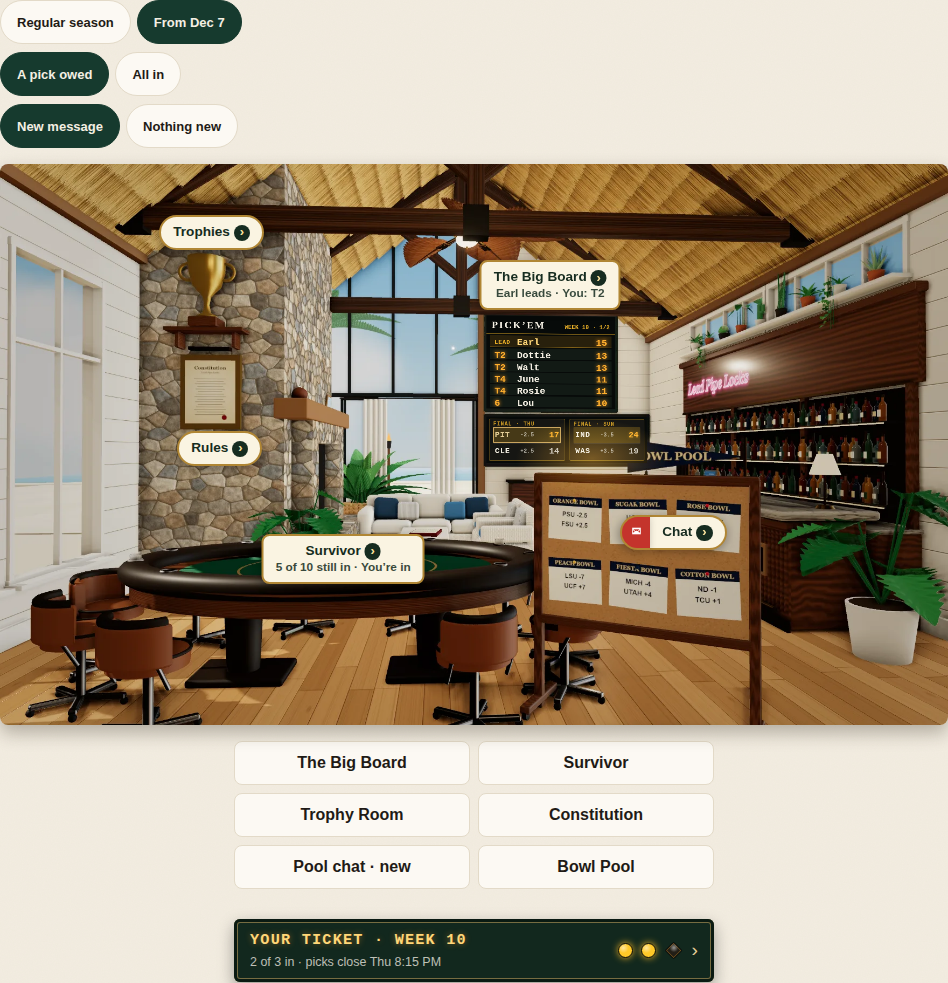 Regular season
From Dec 7
A pick owed
All in
New message
Nothing new
Trophies
The Big Board
Earl leads · You: T2
PICK'EM WEEK 10 · 1/2
LEAD Earl 15
T2 Dottie 13
T2 Walt 13
T4 June 11
T4 Rosie 11
6 Lou 10
FINAL · THU
PIT -2.5 17
CLE +2.5 14
FINAL · SUN
IND -3.5 24
WAS +3.5 19
Constitution
Rules
Lead Pipe Locks
OWL POOL
ORANGE BOWL
PSU -2.5
FSU +2.5
SUGAR BOWL
ROSE BOWL
Chat
PEACH BOWL
LSU -7
UCF +7
FIESTA BOWL
MICH -4
UTAH +4
COTTON BOWL
ND -1
TCU +1
Survivor
5 of 10 still in · You're in
The Big Board
Survivor
Trophy Room
Constitution
Pool chat · new
Bowl Pool
YOUR TICKET · WEEK 10
2 of 3 in · picks close Thu 8:15 PM